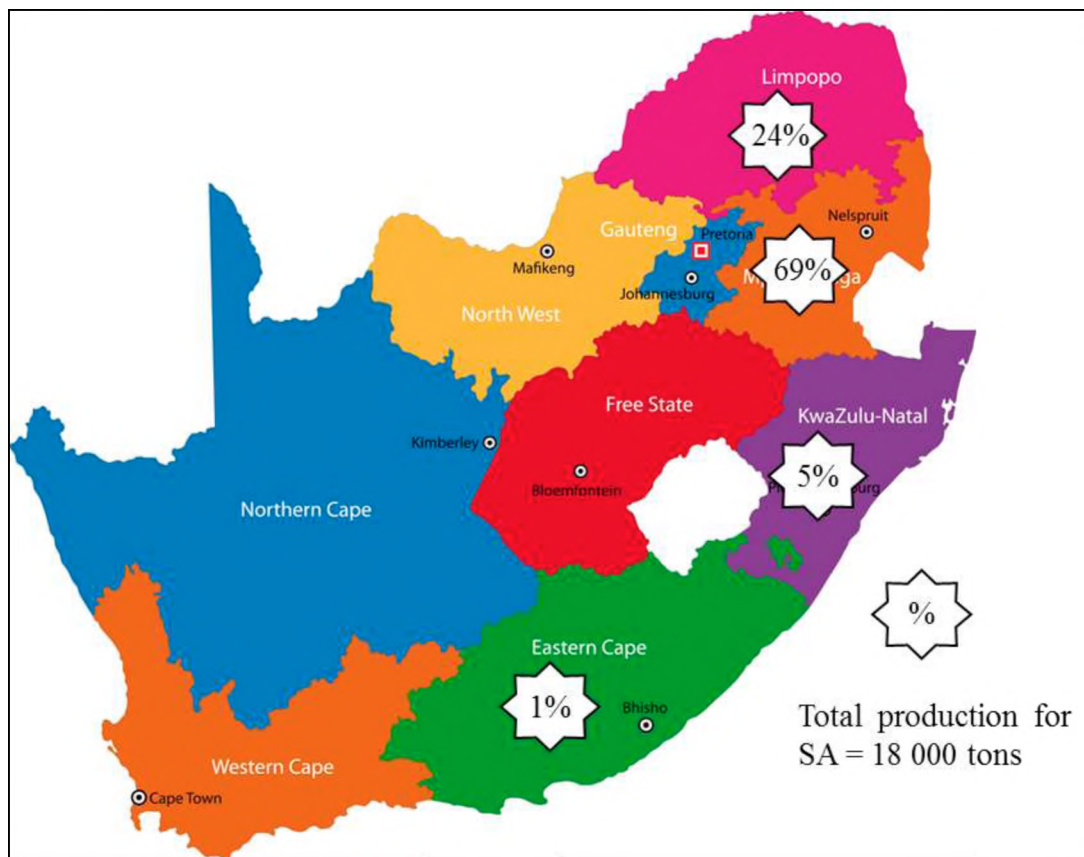 Limpopo
24%
Nelspruit
Gauteng
Pretoria
Mafikeng
69%
Johannesburg
North West
Free State
KwaZulu-Natal
Kimberley
Bloemfontein
5%
Northern Cape
%
Eastern Cape
1%
Bhisho
Total production for
SA = 18 000 tons
Western Cape
Cape Town